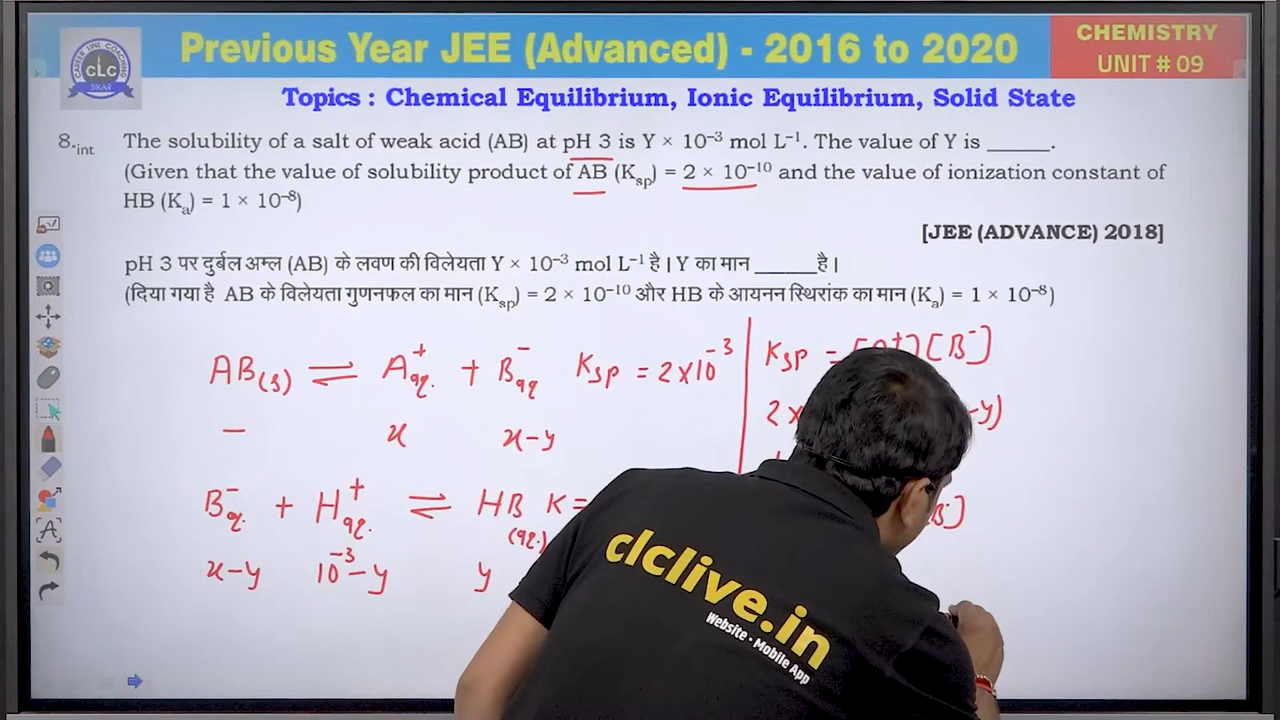 Previous Year JEE (Advanced) - 2016 to 2020
CHEMISTRY
UNIT # 09
CAREER LINE COACHING
CLC
SIKAR
Topics : Chemical Equilibrium, Ionic Equilibrium, Solid State
8.int The solubility of a salt of weak acid (AB) at pH 3 is Y × 10⁻³ mol L⁻¹. The value of Y is ______.
(Given that the value of solubility product of AB (Ksp) = 2 × 10⁻¹⁰ and the value of ionization constant of
HB (Ka) = 1 × 10⁻⁸)
[JEE (ADVANCE) 2018]
pH 3 पर दुर्बल अम्ल (AB) के लवण की विलेयता Y × 10⁻³ mol L⁻¹ है। Y का मान ______ है।
(दिया गया है AB के विलेयता गुणनफल का मान (Ksp) = 2 × 10⁻¹⁰ और HB के आयनन स्थिरांक का मान (Ka) = 1 × 10⁻⁸)
AB(s) ⇌ A⁺aq. + B⁻aq Ksp = 2×10⁻³
– x x-y
B⁻aq. + H⁺aq. ⇌ HB(aq.) K =
x-y 10⁻³-y y
Ksp = [A⁺][B⁻]
2× -y)
B⁻]
[A]
clclive.in
Website • Mobile App